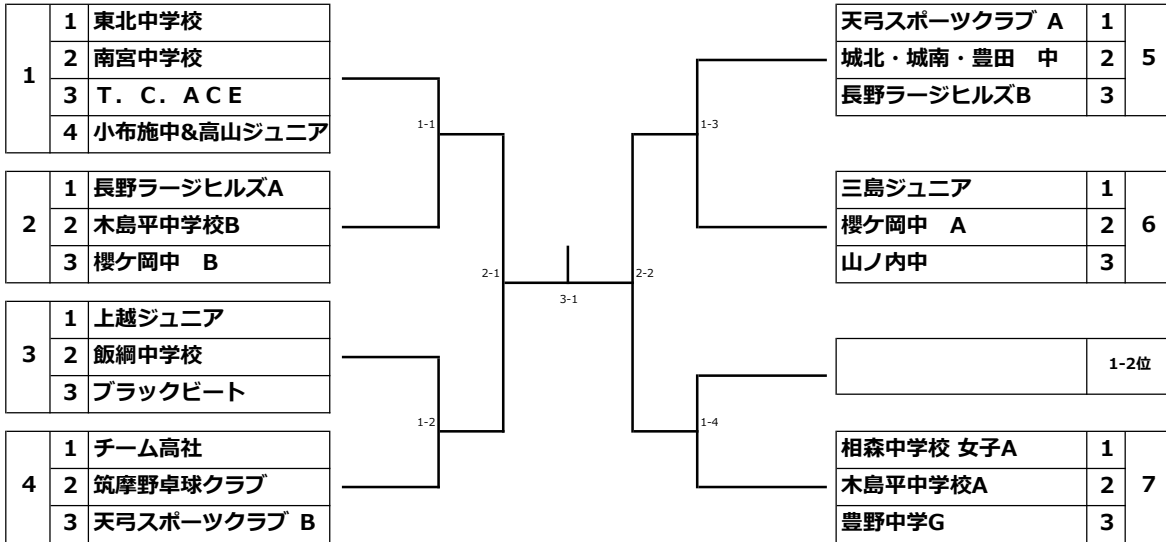 1 東北中学校
2 南宮中学校
1
3 T．C．ACE
4 小布施中&高山ジュニア
1 長野ラージヒルズA
2 2 木島平中学校B
3 櫻ケ岡中　B
1 上越ジュニア
3 2 飯綱中学校
3 ブラックビート
1 チーム高社
4 2 筑摩野卓球クラブ
3 天弓スポーツクラブ B
1-1
1-2
2-1
3-1
2-2
1-3
1-4
天弓スポーツクラブ A 1
城北・城南・豊田　中 2 5
長野ラージヒルズB 3
三島ジュニア 1
櫻ケ岡中　A 2 6
山ノ内中 3
1-2位
相森中学校 女子A 1
木島平中学校A 2 7
豊野中学G 3